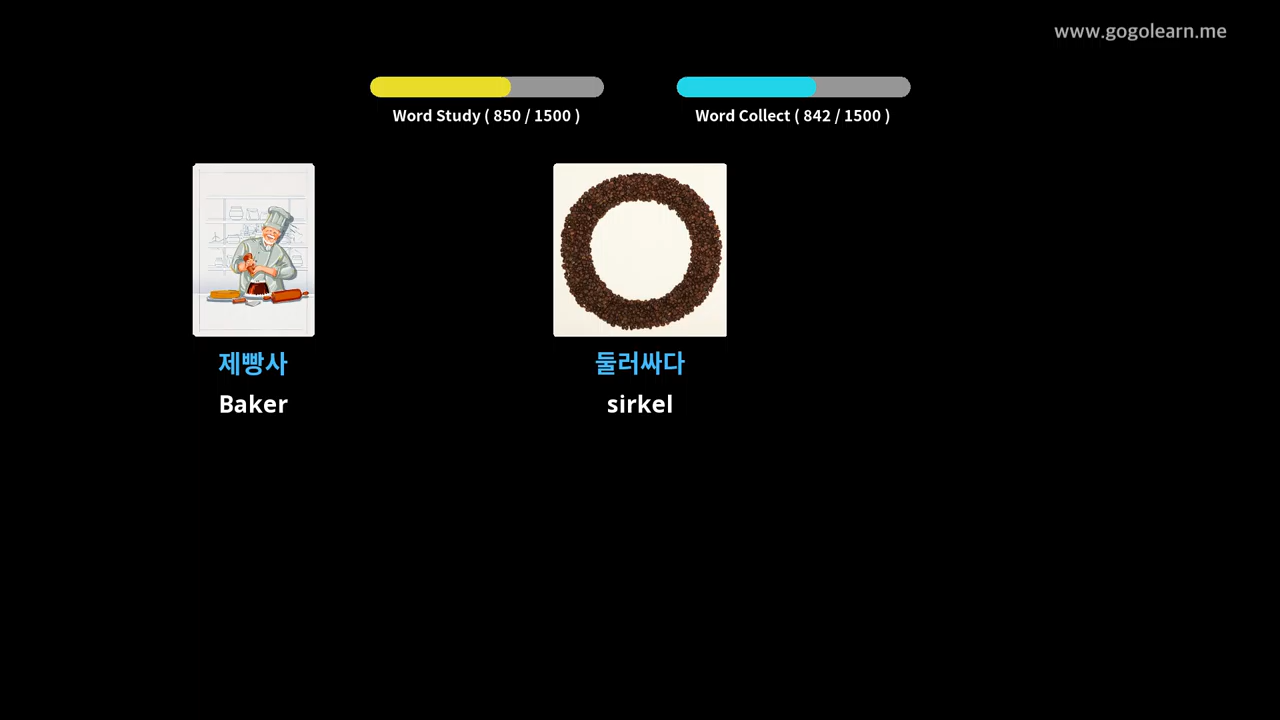 www.gogolearn.me
Word Study ( 850 / 1500 )
Word Collect ( 842 / 1500 )
제빵사
Baker
둘러싸다
sirkel